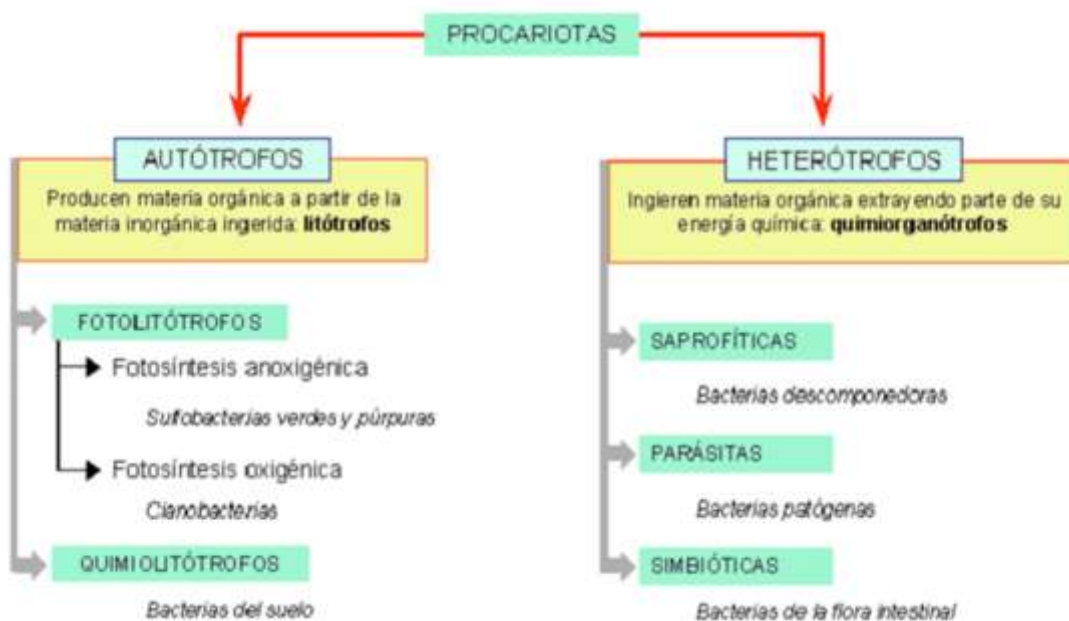 PROCARIOTAS
AUTÓTROFOS
Producen materia orgánica a partir de la
materia inorgánica ingerida: litótrofos
FOTOLITÓTROFOS
Fotosíntesis anoxigénica
Sulfobacterias verdes y púrpuras
Fotosíntesis oxigénica
Cianobacterias
QUIMIOLITÓTROFOS
Bacterias del suelo
HETERÓTROFOS
Ingieren materia orgánica extrayendo parte de su
energía química: quimiorganótrofos
SAPROFÍTICAS
Bacterias descomponedoras
PARÁSITAS
Bacterias patógenas
SIMBIÓTICAS
Bacterias de la flora intestinal